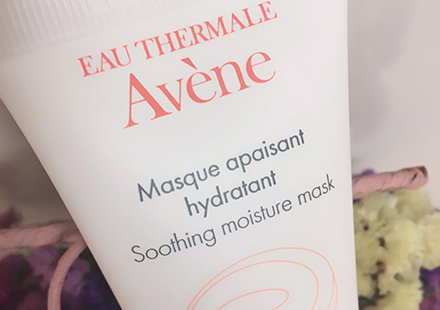 EAU THERMALE
Avène
Masque apaisant
hydratant
Soothing moisture mask